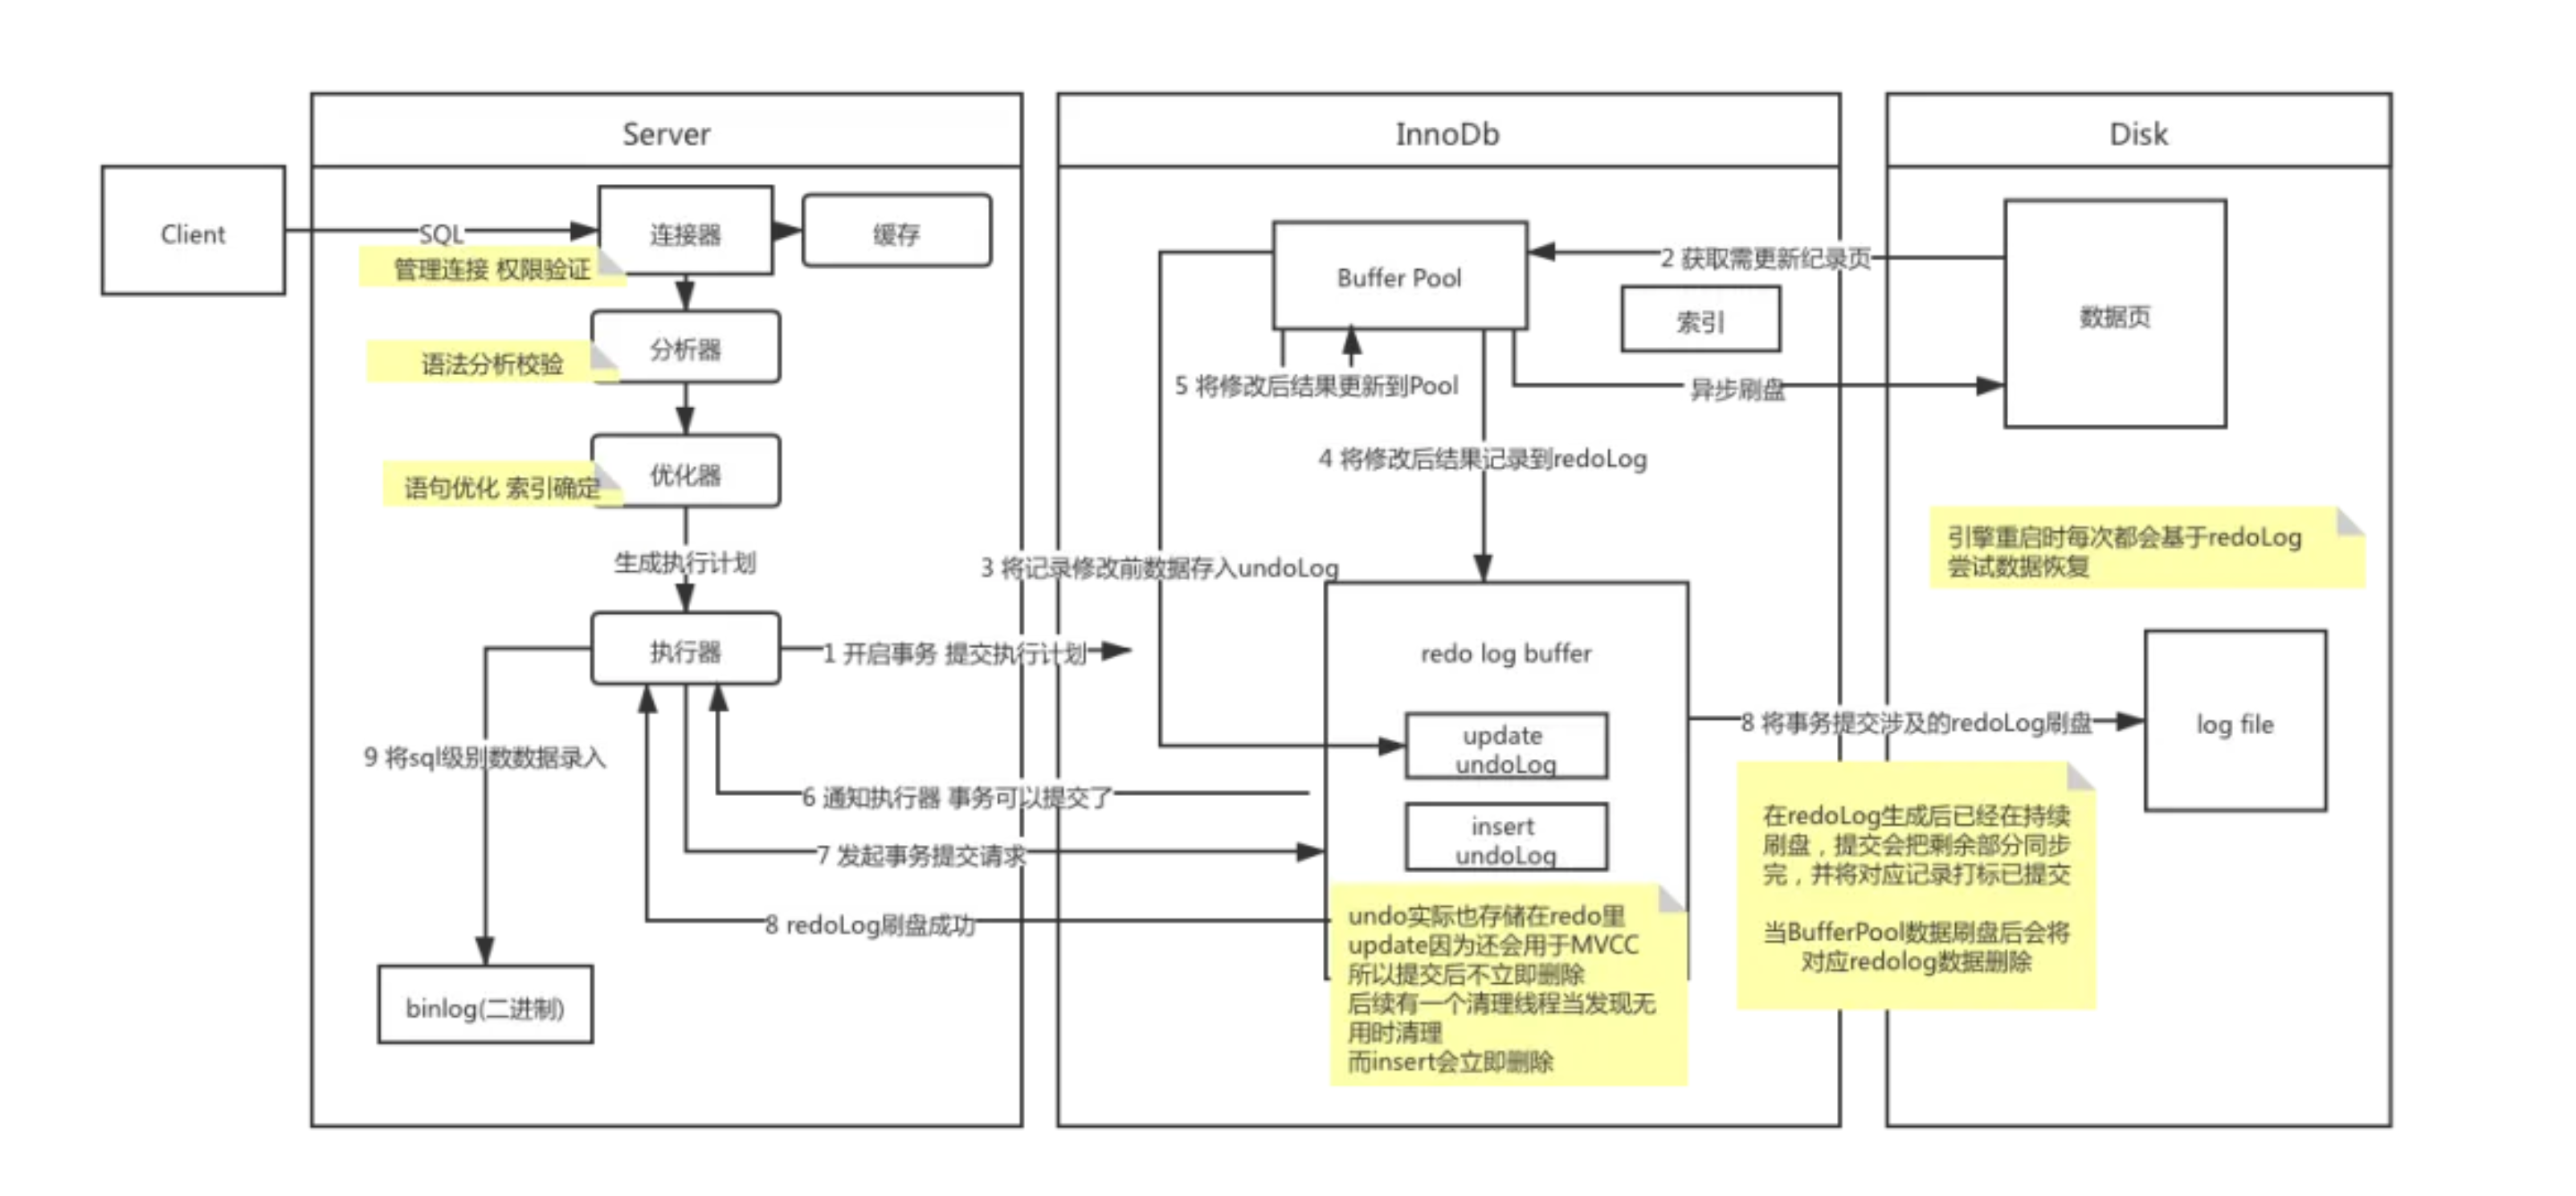 Server
InnoDb
Disk
Client
SQL
连接器
缓存
管理连接 权限验证
分析器
语法分析校验
优化器
语句优化 索引确定
生成执行计划
执行器
1 开启事务 提交执行计划
9 将sql级别数数据录入
6 通知执行器 事务可以提交了
7 发起事务提交请求
8 redoLog刷盘成功
binlog(二进制)
Buffer Pool
2 获取需更新纪录页
索引
数据页
5 将修改后结果更新到Pool
异步刷盘
4 将修改后结果记录到redoLog
3 将记录修改前数据存入undoLog
redo log buffer
update
undoLog
insert
undoLog
undo实际也存储在redo里
update因为还会用于MVCC
所以提交后不立即删除
后续有一个清理线程当发现无
用时清理
而insert会立即删除
引擎重启时每次都会基于redoLog
尝试数据恢复
8 将事务提交涉及的redoLog刷盘
log file
在redoLog生成后已经在持续
刷盘，提交会把剩余部分同步
完，并将对应记录打标已提交
当BufferPool数据刷盘后会将
对应redolog数据删除